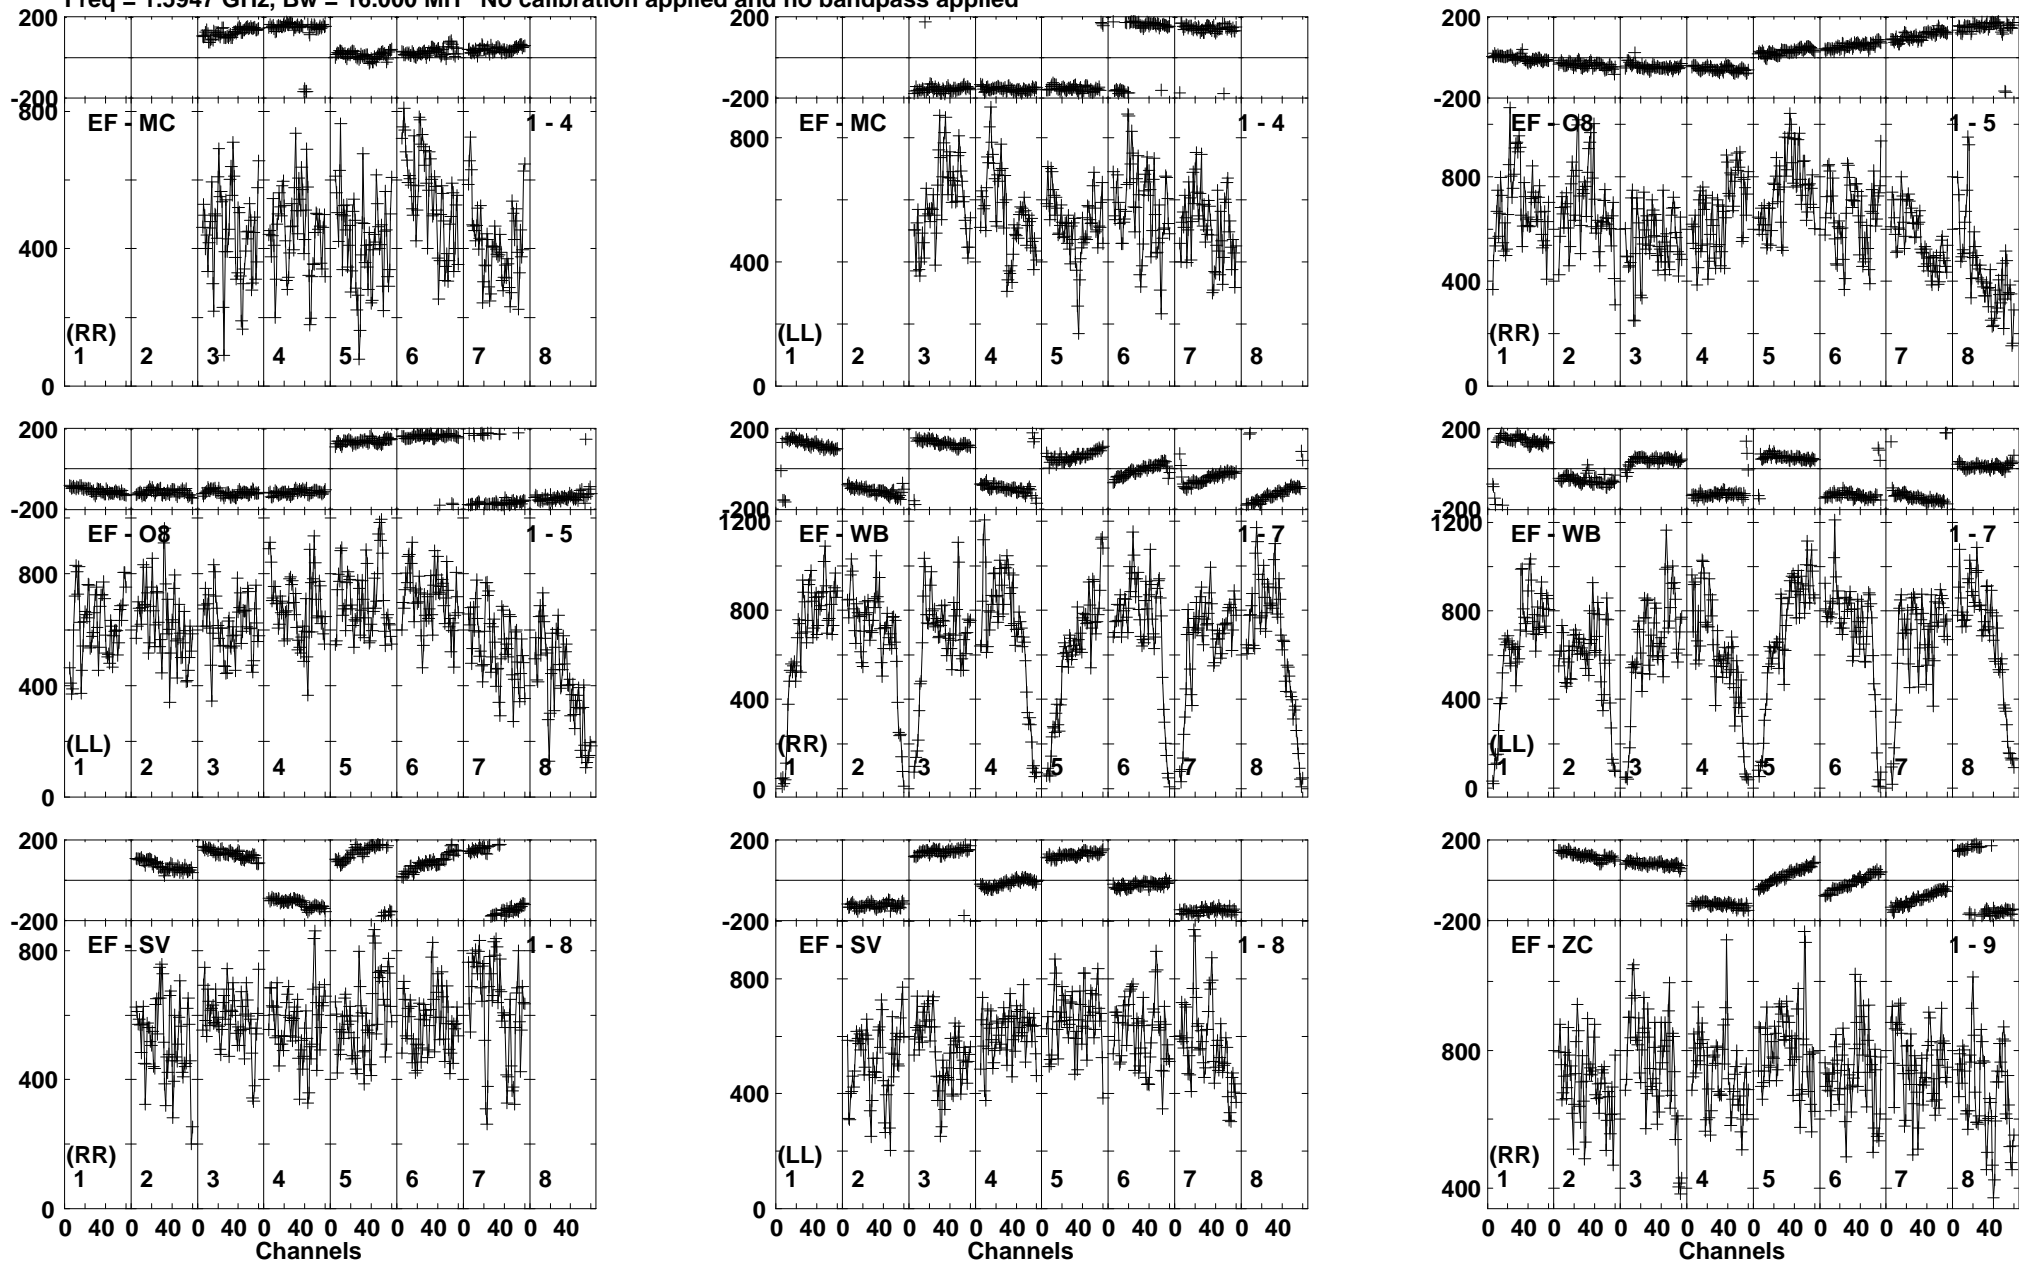 Freq = 1.5947 GHz, Bw = 16.000 MH No calibration applied and no bandpass applied
200 200 200
-200 -200 -200
800 EF - MC 1 - 4 EF - MC 1 - 4 EF - O8 1 - 5
800 800
400 400 400
(RR) (LL) (RR)
1 2 3 4 5 6 7 8 1 2 3 4 5 6 7 8 1 2 3 4 5 6 7 8
0 0 0
200 200 200
-200 -200 -200
EF - O8 1 - 5 1200 EF - WB 1 - 7 1200 EF - WB 1 - 7
800 800 800
400 400 400
(LL) (RR) (LL)
1 2 3 4 5 6 7 8 1 2 3 4 5 6 7 8 1 2 3 4 5 6 7 8
0 0 0
200 200 200
-200 -200 -200
800 EF - SV 1 - 8 EF - SV 1 - 8 EF - ZC 1 - 9
800 800
400 400 400
(RR) (LL) (RR)
1 2 3 4 5 6 7 8 1 2 3 4 5 6 7 8 1 2 3 4 5 6 7 8
0 0
0 40 0 40 0 40 0 40 0 40 0 40 0 40 0 40 0 40 0 40 0 40 0 40 0 40 0 40 0 40 0 40 0 40 0 40 0 40 0 40 0 40 0 40 0 40 0 40
Channels Channels Channels